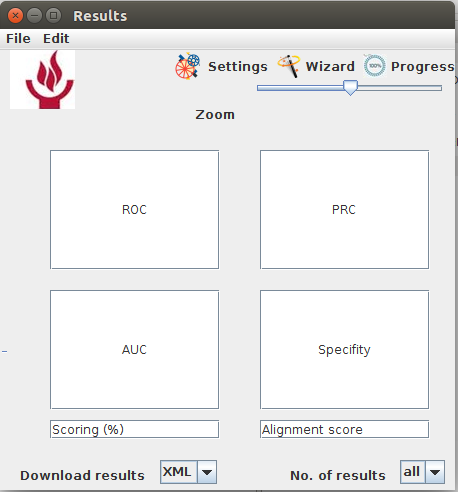 Results
File Edit
Settings Wizard 100% Progress
Zoom
ROC PRC
AUC Specifity
Scoring (%) Alignment score
Download results XML No. of results all